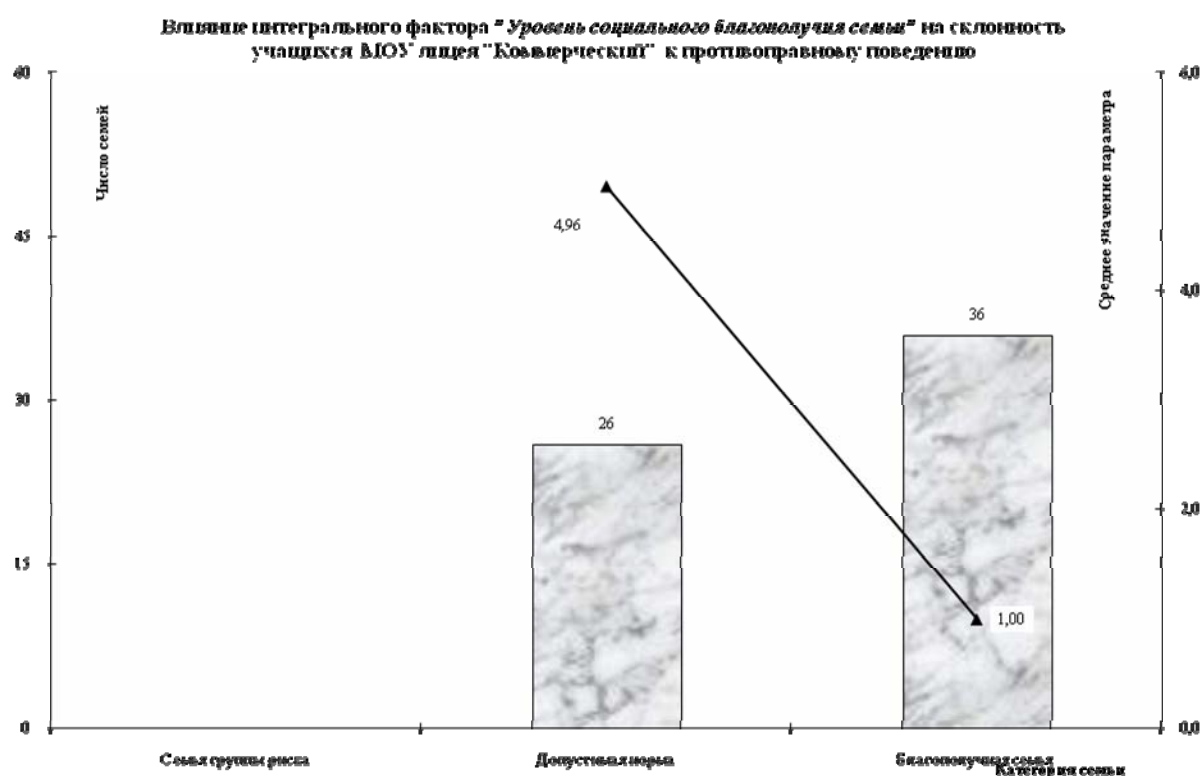 Влияние интегрального фактора "Уровень социального благополучия семьи" на склонность
учащихся МОУ лицея "Коммерческий" к противоправному поведению
60
6,0
Число семей
Среднее значение параметра
4,96
45
4,0
36
30
26
2,0
15
1,00
0
0,0
Семья группы риска
Допустимая норма
Благополучная семья
Категория семьи